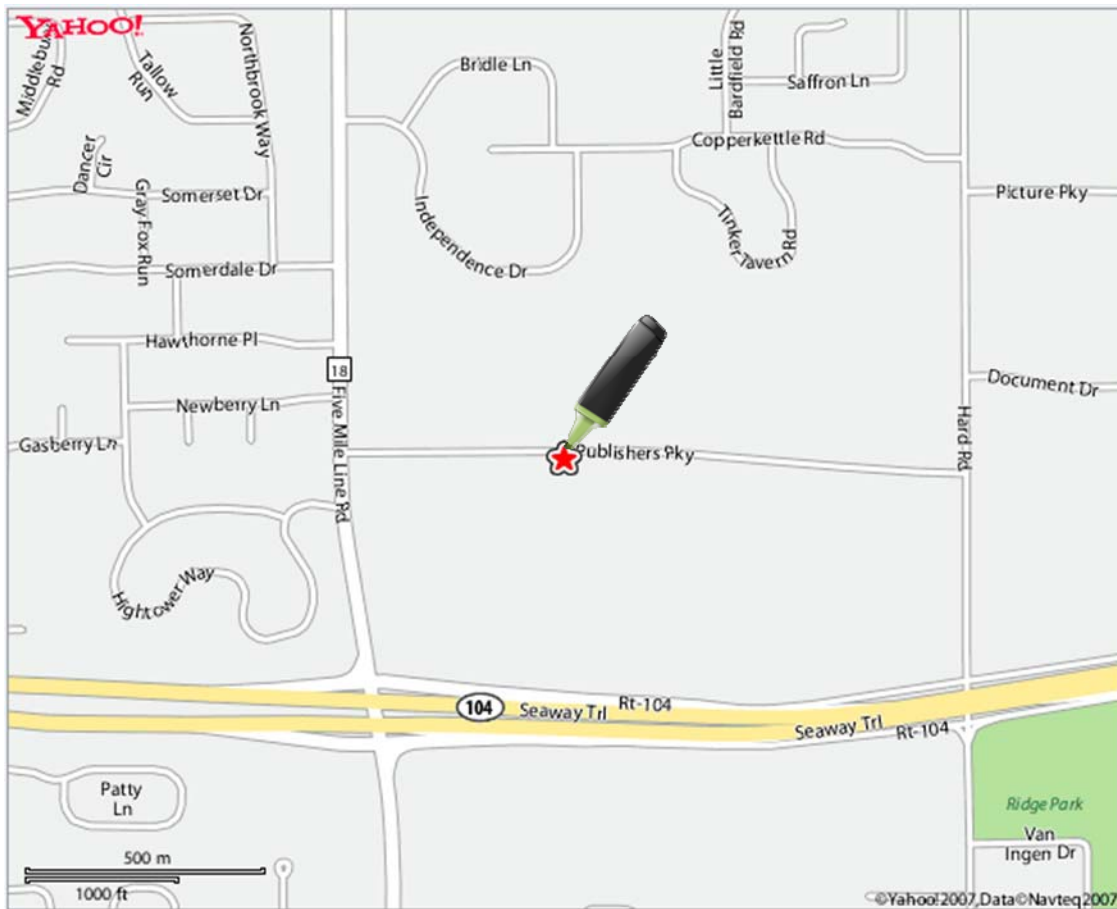 YAHOO!
Middlebu
Rd
Tallow
Run
Northbrook Way
Bridle Ln
Little
Bardfield Rd
Saffron Ln
Copperkettle Rd
Dancer
Cir
Somerset Dr
Gray Fox Run
Independence Dr
Tinker Tavern Rd
Picture Pky
Somerdale Dr
Hawthorne Pl
18
Five Mile Line Rd
Newberry Ln
Gasberry Ln
Publishers Pky
Hard Rd
Document Dr
Hightower Way
104
Seaway Trl
Rt-104
Seaway Trl
Rt-104
Patty
Ln
Ridge Park
Van
Ingen Dr
500 m
1000 ft
©Yahoo!2007,Data©Navteq2007